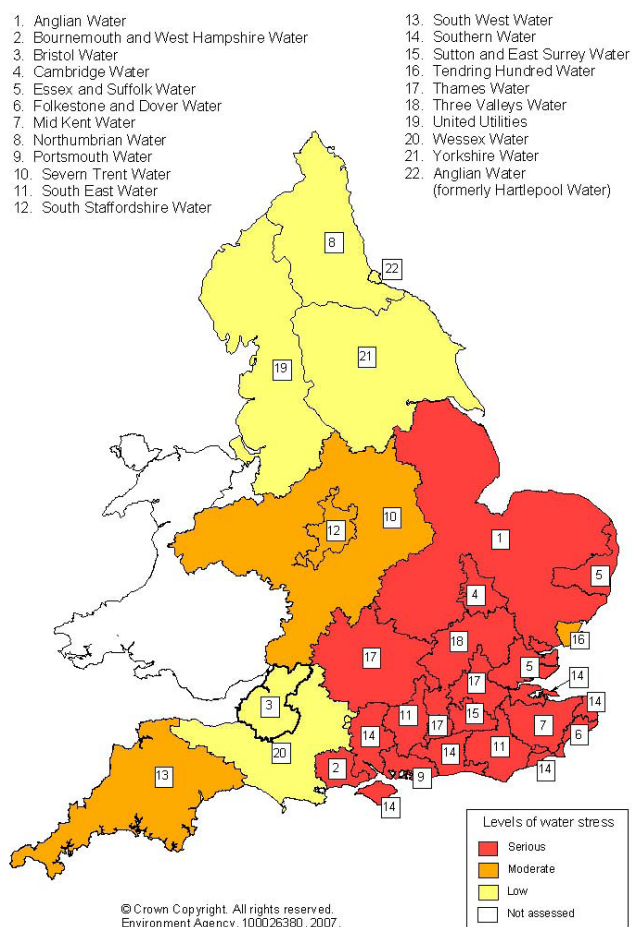 1. Anglian Water
2. Bournemouth and West Hampshire Water
3. Bristol Water
4. Cambridge Water
5. Essex and Suffolk Water
6. Folkestone and Dover Water
7. Mid Kent Water
8. Northumbrian Water
9. Portsmouth Water
10. Severn Trent Water
11. South East Water
12. South Staffordshire Water
13. South West Water
14. Southern Water
15. Sutton and East Surrey Water
16. Tendring Hundred Water
17. Thames Water
18. Three Valleys Water
19. United Utilities
20. Wessex Water
21. Yorkshire Water
22. Anglian Water
(formerly Hartlepool Water)
8
22
21
19
10
12
1
5
4
16
18
17
5
14
17
3
14
11
15
7
14
17
6
20
14
14
11
13
2
9
14
14
Levels of water stress
Serious
Moderate
Low
Not assessed
© Crown Copyright. All rights reserved.
Environment Agency, 100026380, 2007.